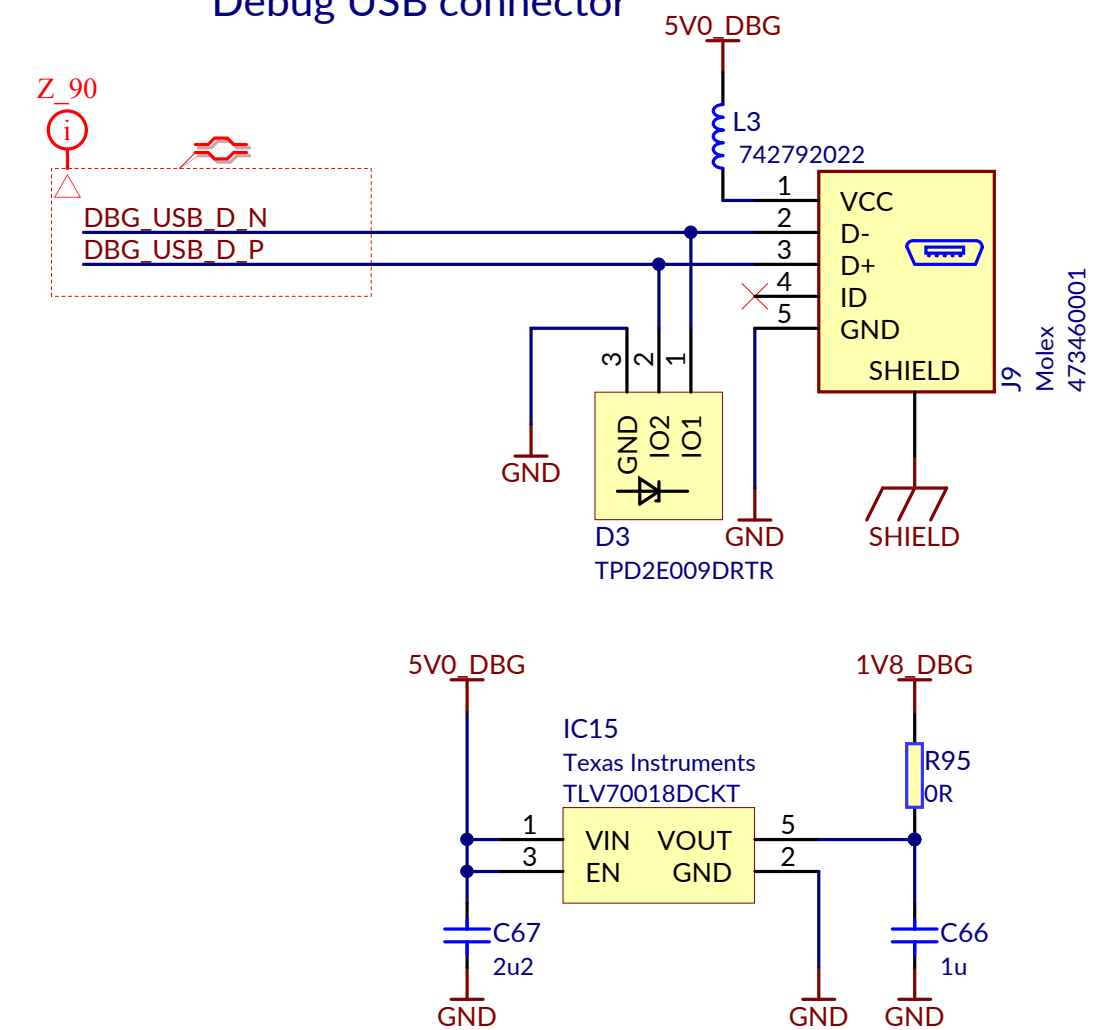 Debug USB connector
5V0_DBG
Z_90
i
L3
742792022
DBG_USB_D_N
DBG_USB_D_P
1
2
3
4
5
VCC
D-
D+
ID
GND
SHIELD
J9
Molex
473460001
3
2
1
GND
IO2
IO1
GND
D3
TPD2E009DRTR
GND
SHIELD
5V0_DBG
1V8_DBG
IC15
Texas Instruments
TLV70018DCKT
R95
0R
1
3
VIN
VOUT
EN
GND
5
2
C67
2u2
C66
1u
GND
GND
GND